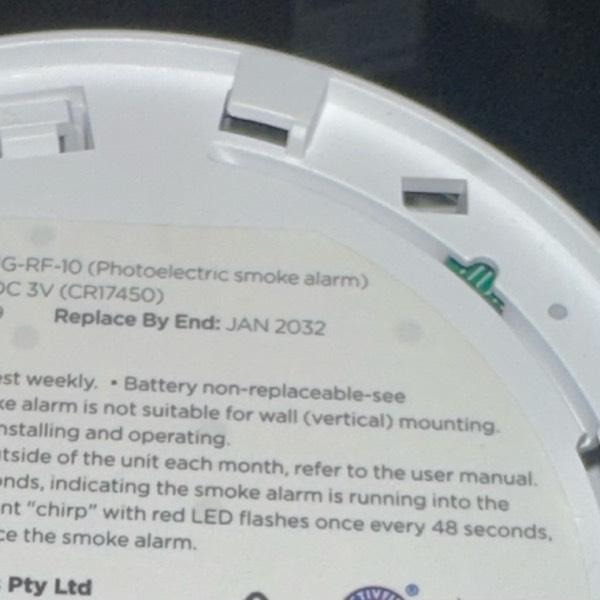 G-RF-10 (Photoelectric smoke alarm)
DC 3V (CR17450)
Replace By End: JAN 2032
est weekly. • Battery non-replaceable-see
ke alarm is not suitable for wall (vertical) mounting.
nstalling and operating.
utside of the unit each month, refer to the user manual.
onds, indicating the smoke alarm is running into the
nt "chirp" with red LED flashes once every 48 seconds,
ce the smoke alarm.
s Pty Ltd
TIVE
®